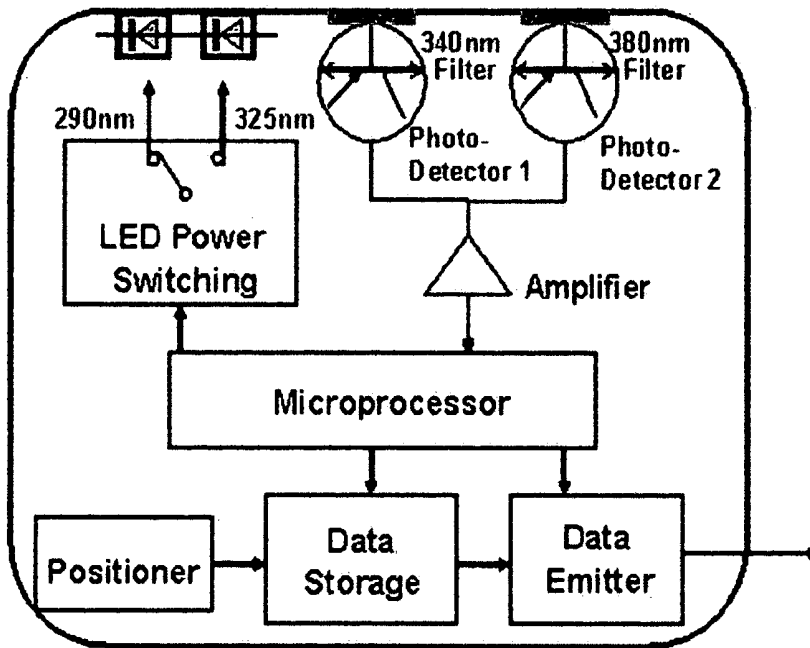 340nm
Filter
380nm
Filter
290nm
325nm
Photo-
Detector 1
Photo-
Detector 2
LED Power
Switching
Amplifier
Microprocessor
Positioner
Data
Storage
Data
Emitter